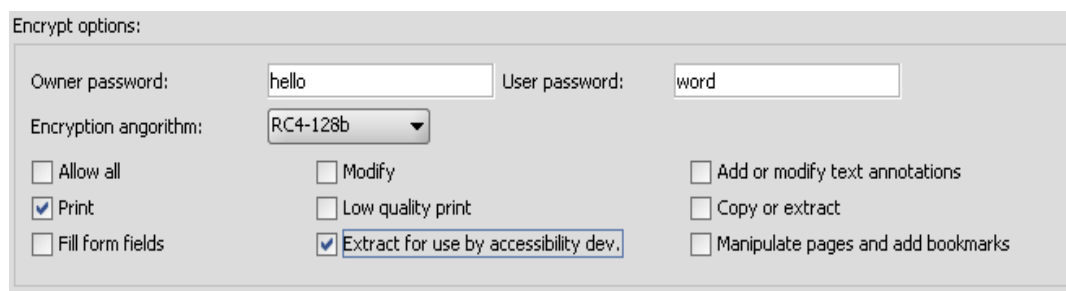 Encrypt options:
Owner password: hello User password: word
Encryption angorithm: RC4-128b
Allow all Modify Add or modify text annotations
Print Low quality print Copy or extract
Fill form fields Extract for use by accessibility dev. Manipulate pages and add bookmarks